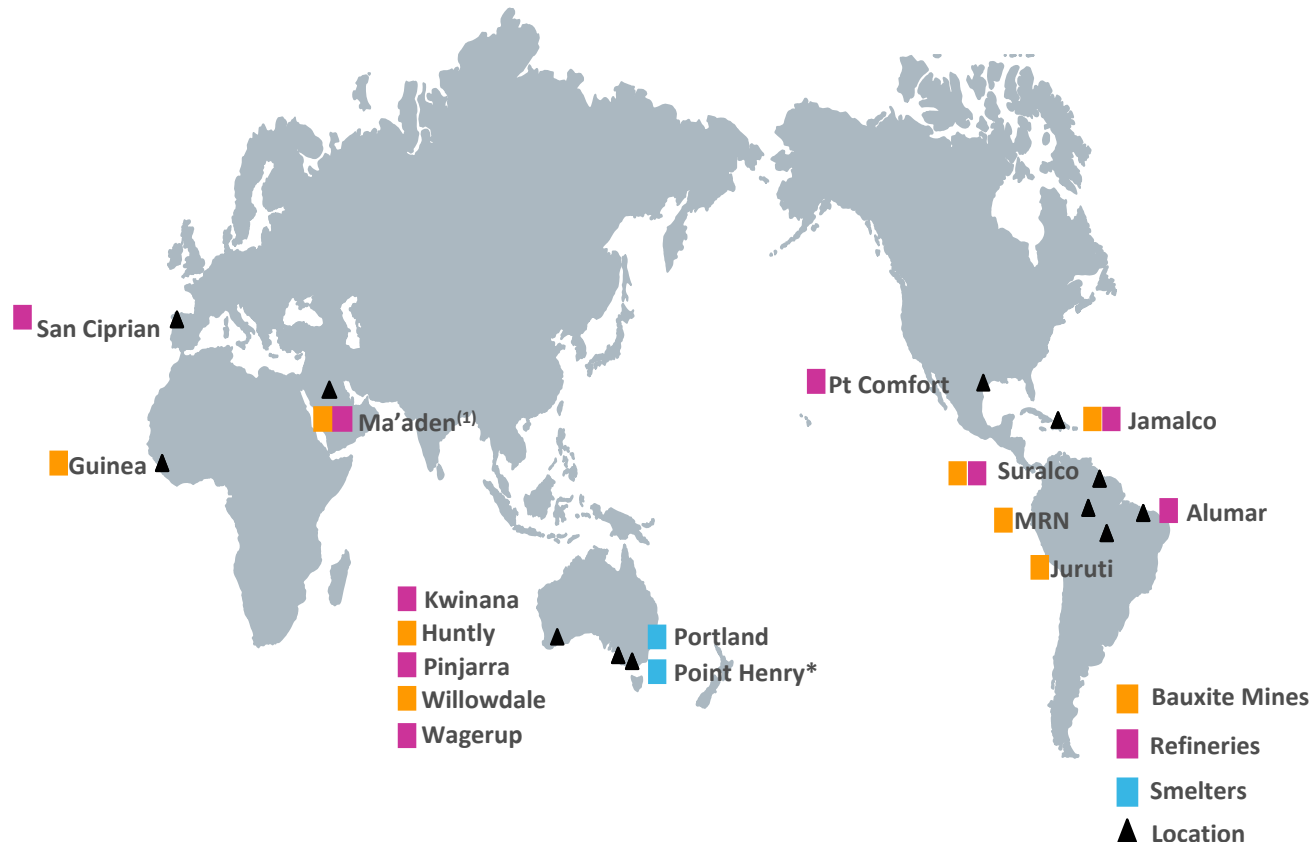 San Ciprian
Ma’aden(1)
Guinea
Pt Comfort
Jamalco
Suralco
MRN
Alumar
Juruti
Kwinana
Huntly
Pinjarra
Willowdale
Wagerup
Portland
Point Henry*
Bauxite Mines
Refineries
Smelters
Location